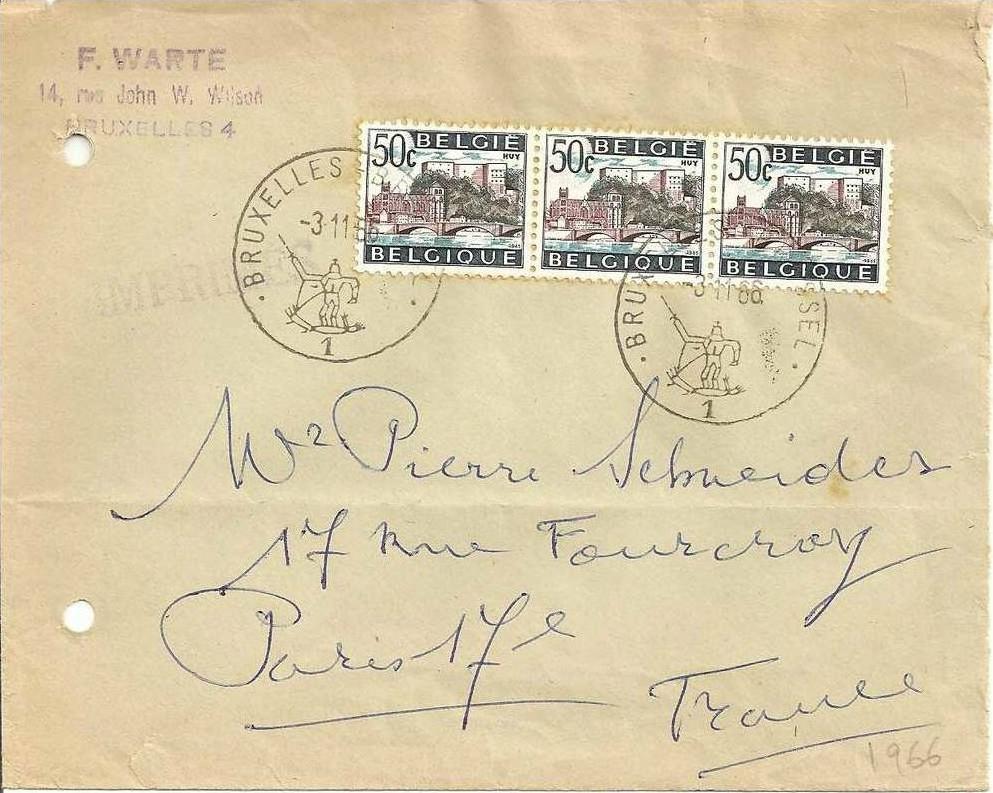 F. WARTE
14, rue John W. Wilson
BRUXELLES 4
50c BELGIË HUY BELGIQUE
50c BELGIË HUY BELGIQUE
50c BELGIË HUY BELGIQUE
BRUXELLES
-3-11 66
1
BRUX SSEL
-3-11 66
1
IMPRIMÉS
Mr Pierre Schneider
17 rue Fourcroy
Paris 17e
France
1966